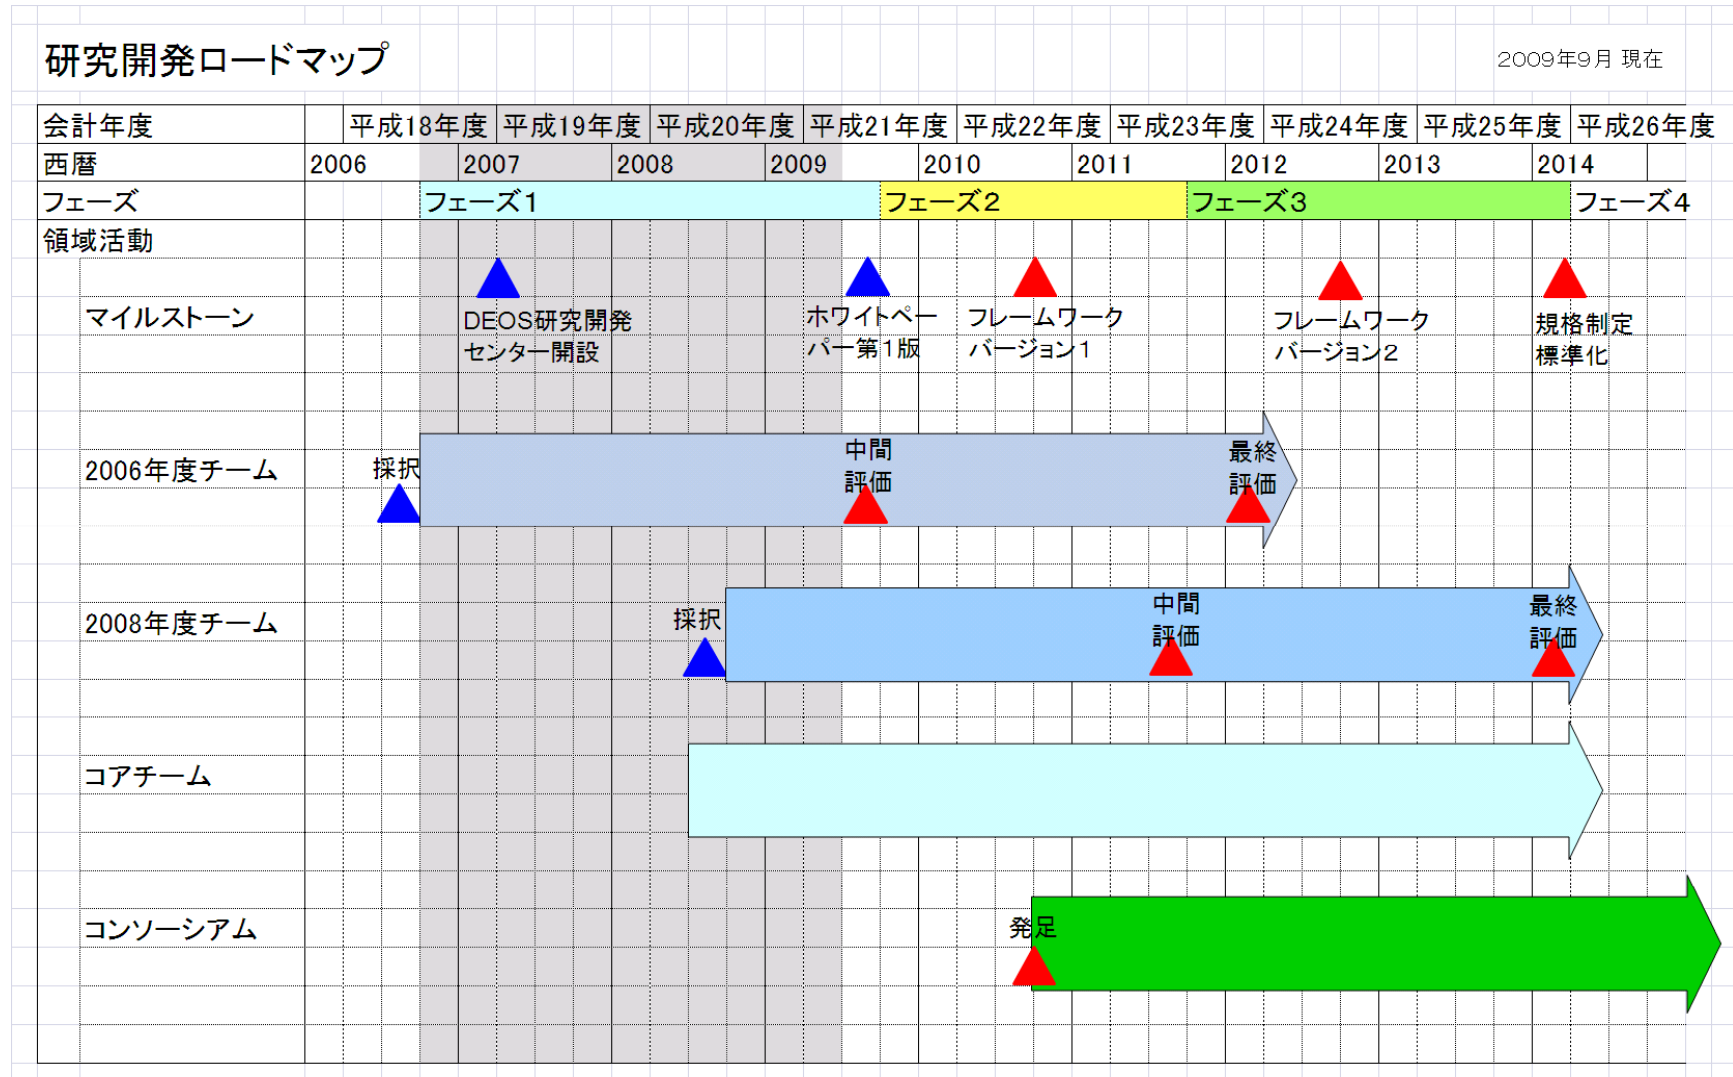 研究開発ロードマップ
2009年9月 現在
会計年度 平成18年度 平成19年度 平成20年度 平成21年度 平成22年度 平成23年度 平成24年度 平成25年度 平成26年度
西暦 2006 2007 2008 2009 2010 2011 2012 2013 2014
フェーズ フェーズ1 フェーズ2 フェーズ3 フェーズ4
領域活動
マイルストーン
DEOS研究開発
センター開設
ホワイトペー
パー第1版
フレームワーク
バージョン1
フレームワーク
バージョン2
規格制定
標準化
2006年度チーム
採択
中間
評価
最終
評価
2008年度チーム
採択
中間
評価
最終
評価
コアチーム
コンソーシアム
発足